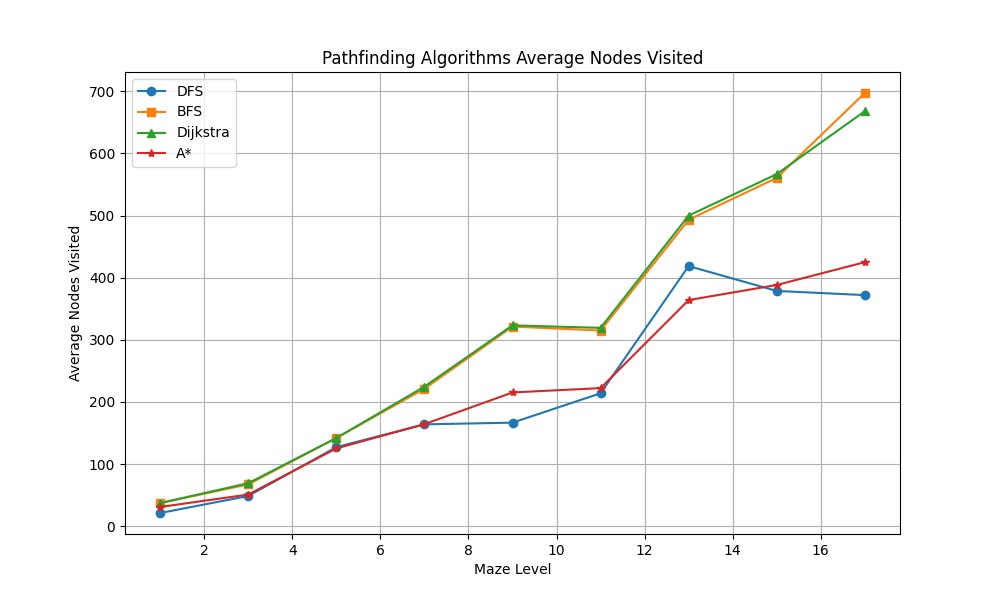 Pathfinding Algorithms Average Nodes Visited
DFS
BFS
Dijkstra
A*
700
600
500
400
300
200
100
0
Average Nodes Visited
2 4 6 8 10 12 14 16
Maze Level